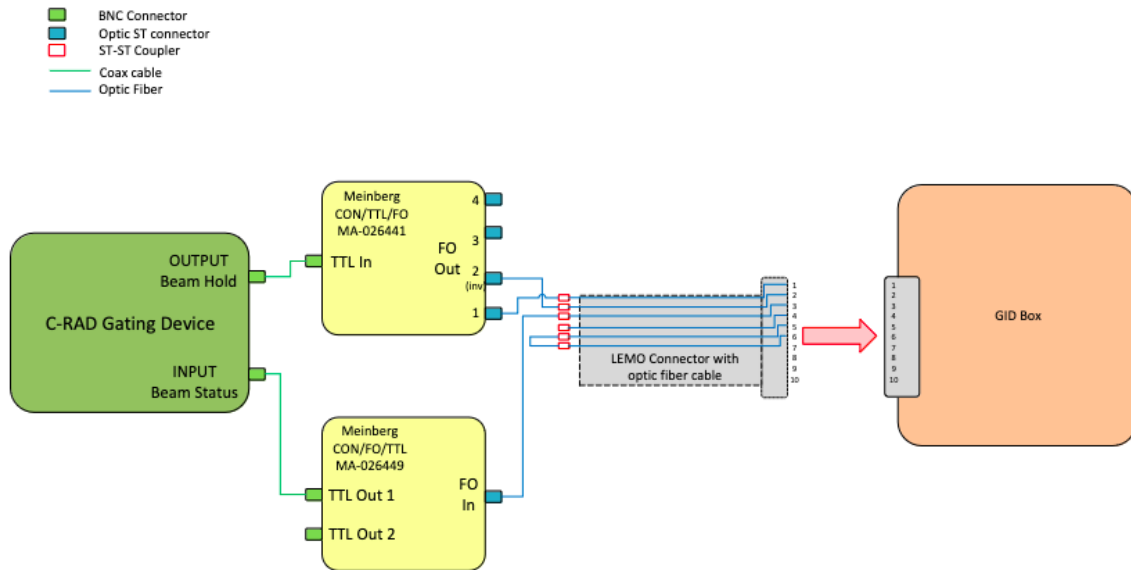 BNC Connector
Optic ST connector
ST-ST Coupler
Coax cable
Optic Fiber
OUTPUT
Beam Hold
C-RAD Gating Device
INPUT
Beam Status
Meinberg
CON/TTL/FO
MA-026441
TTL In
FO
Out
4
3
2
(inv)
1
Meinberg
CON/FO/TTL
MA-026449
TTL Out 1
TTL Out 2
FO
In
LEMO Connector with
optic fiber cable
1
2
3
4
5
6
7
8
9
10
1
2
3
4
5
6
7
8
9
10
GID Box